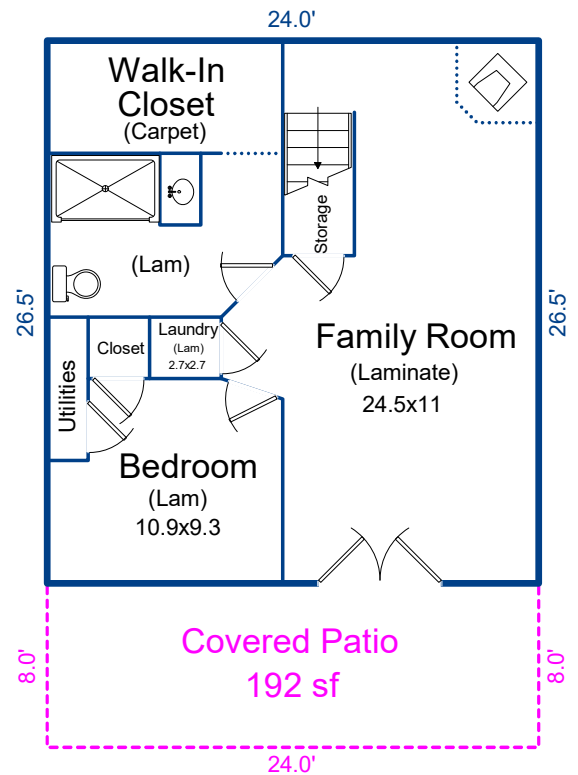 24.0'
Walk-In
Closet
(Carpet)
Storage
(Lam)
26.5'
26.5'
Family Room
(Laminate)
24.5x11
Closet
Laundry
(Lam)
2.7x2.7
Utilities
Bedroom
(Lam)
10.9x9.3
Covered Patio
192 sf
8.0'
8.0'
24.0'